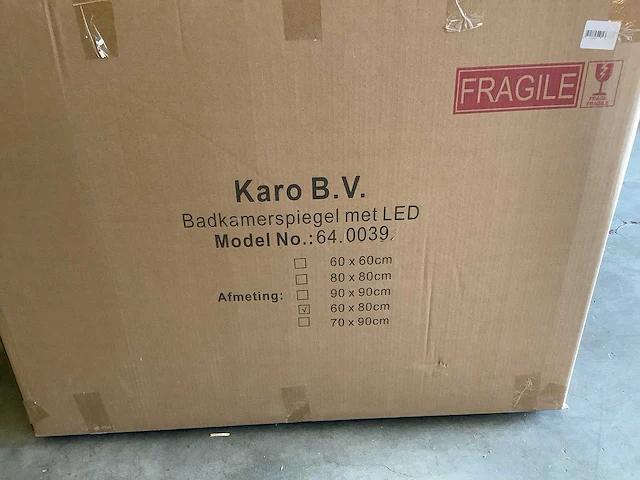 FRAGILE
Karo B.V.
Badkamerspiegel met LED
Model No.:64.0039
60 x 60cm
80 x 80cm
Afmeting: 90 x 90cm
√ 60 x 80cm
70 x 90cm